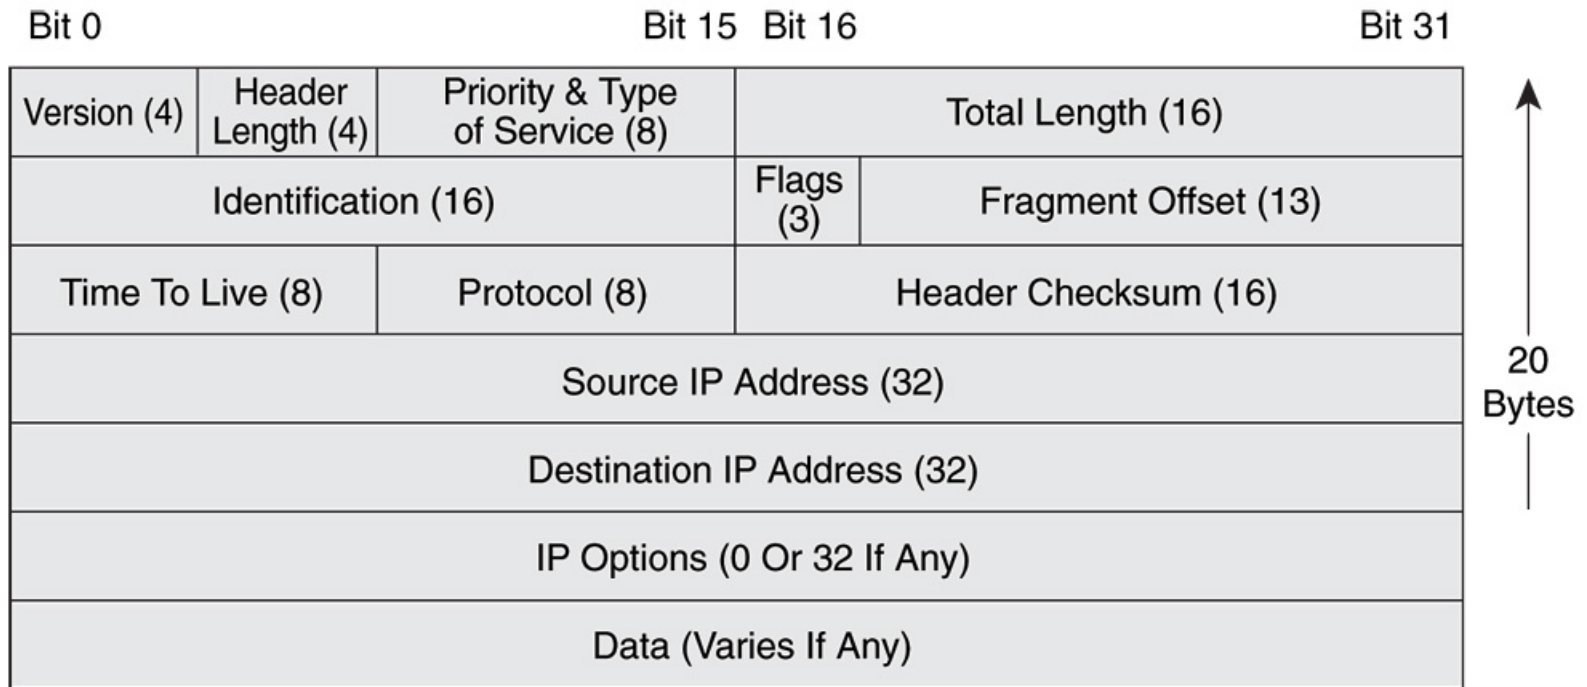 Bit 0 Bit 15 Bit 16 Bit 31
Version (4)
Header
Length (4)
Priority & Type
of Service (8)
Total Length (16)
Identification (16)
Flags
(3)
Fragment Offset (13)
Time To Live (8)
Protocol (8)
Header Checksum (16)
Source IP Address (32)
Destination IP Address (32)
IP Options (0 Or 32 If Any)
Data (Varies If Any)
20
Bytes